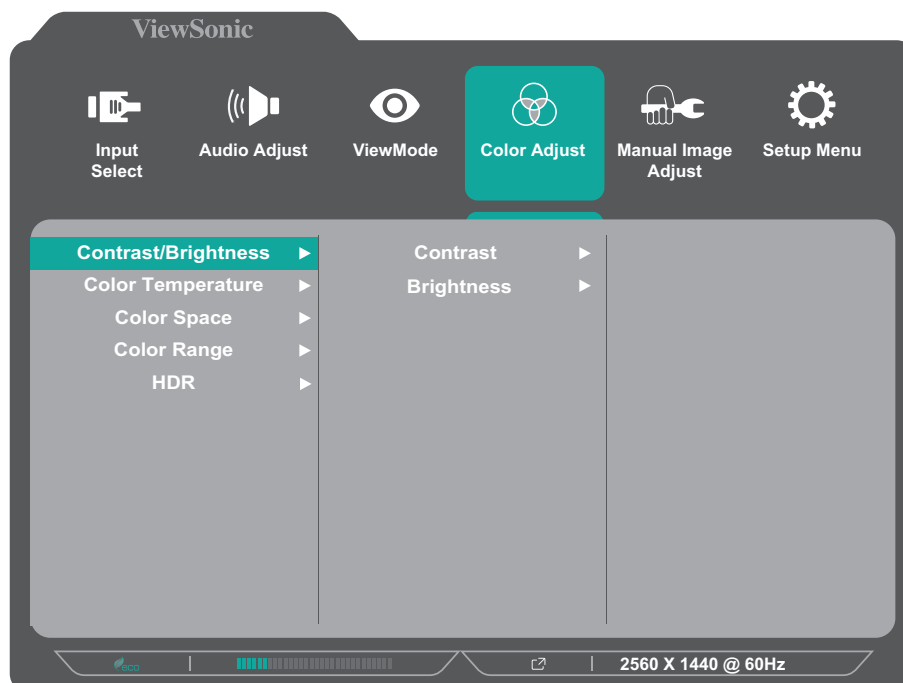 ViewSonic
Input
Select
Audio Adjust
ViewMode
Color Adjust
Manual Image
Adjust
Setup Menu
Contrast/Brightness
Color Temperature
Color Space
Color Range
HDR
Contrast
Brightness
eco
2560 X 1440 @ 60Hz